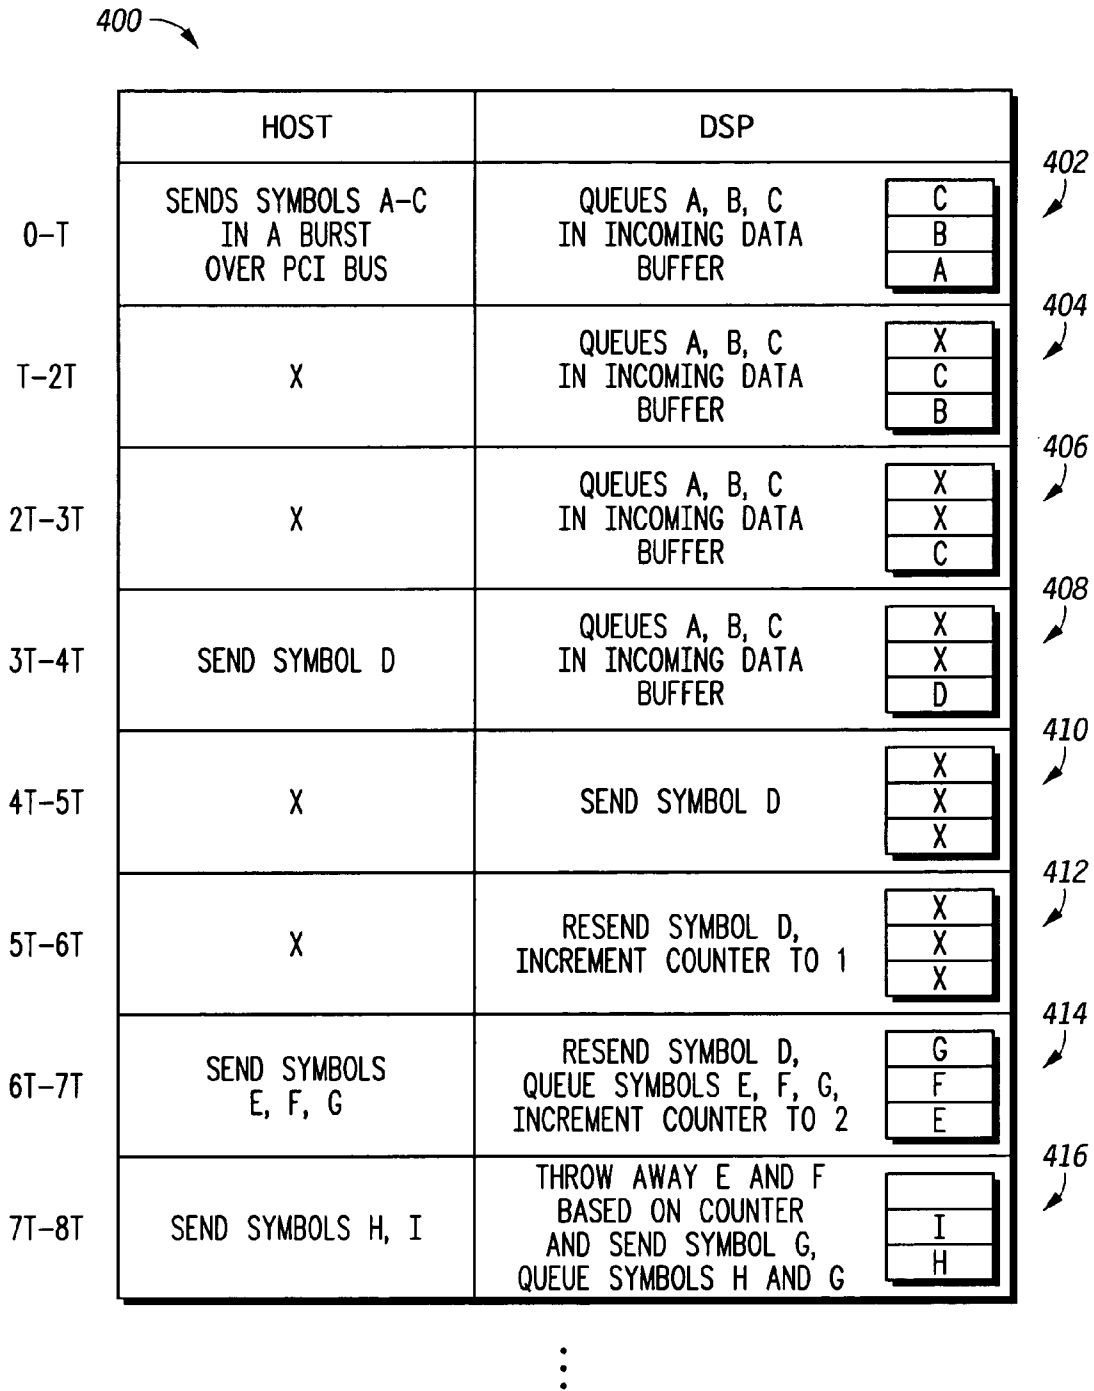 400
HOST
DSP
402
0-T
SENDS SYMBOLS A-C
IN A BURST
OVER PCI BUS
QUEUES A, B, C
IN INCOMING DATA
BUFFER
C
B
A
404
T-2T
X
QUEUES A, B, C
IN INCOMING DATA
BUFFER
X
C
B
406
2T-3T
X
QUEUES A, B, C
IN INCOMING DATA
BUFFER
X
X
C
408
3T-4T
SEND SYMBOL D
QUEUES A, B, C
IN INCOMING DATA
BUFFER
X
X
D
410
4T-5T
X
SEND SYMBOL D
X
X
X
412
5T-6T
X
RESEND SYMBOL D,
INCREMENT COUNTER TO 1
X
X
X
414
6T-7T
SEND SYMBOLS
E, F, G
RESEND SYMBOL D,
QUEUE SYMBOLS E, F, G,
INCREMENT COUNTER TO 2
G
F
E
416
7T-8T
SEND SYMBOLS H, I
THROW AWAY E AND F
BASED ON COUNTER
AND SEND SYMBOL G,
QUEUE SYMBOLS H AND G
I
H